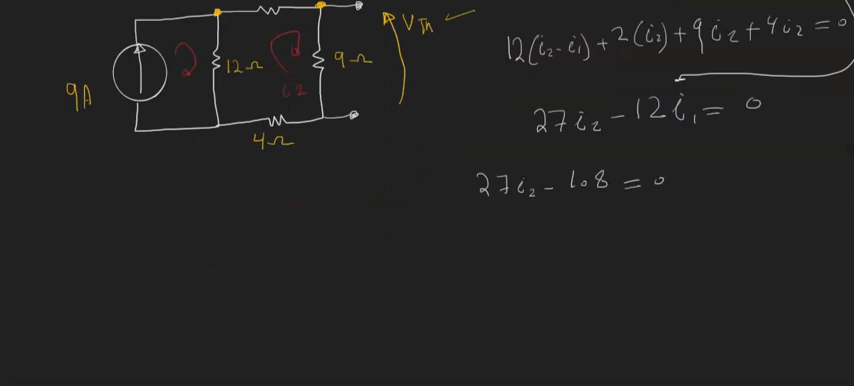 V Th
12Ω
9Ω
i2
9A
4Ω
12(i₂-i₁)+2(i₂)+9i₂+4i₂=0
27i₂-12i₁=0
27i₂-108=0